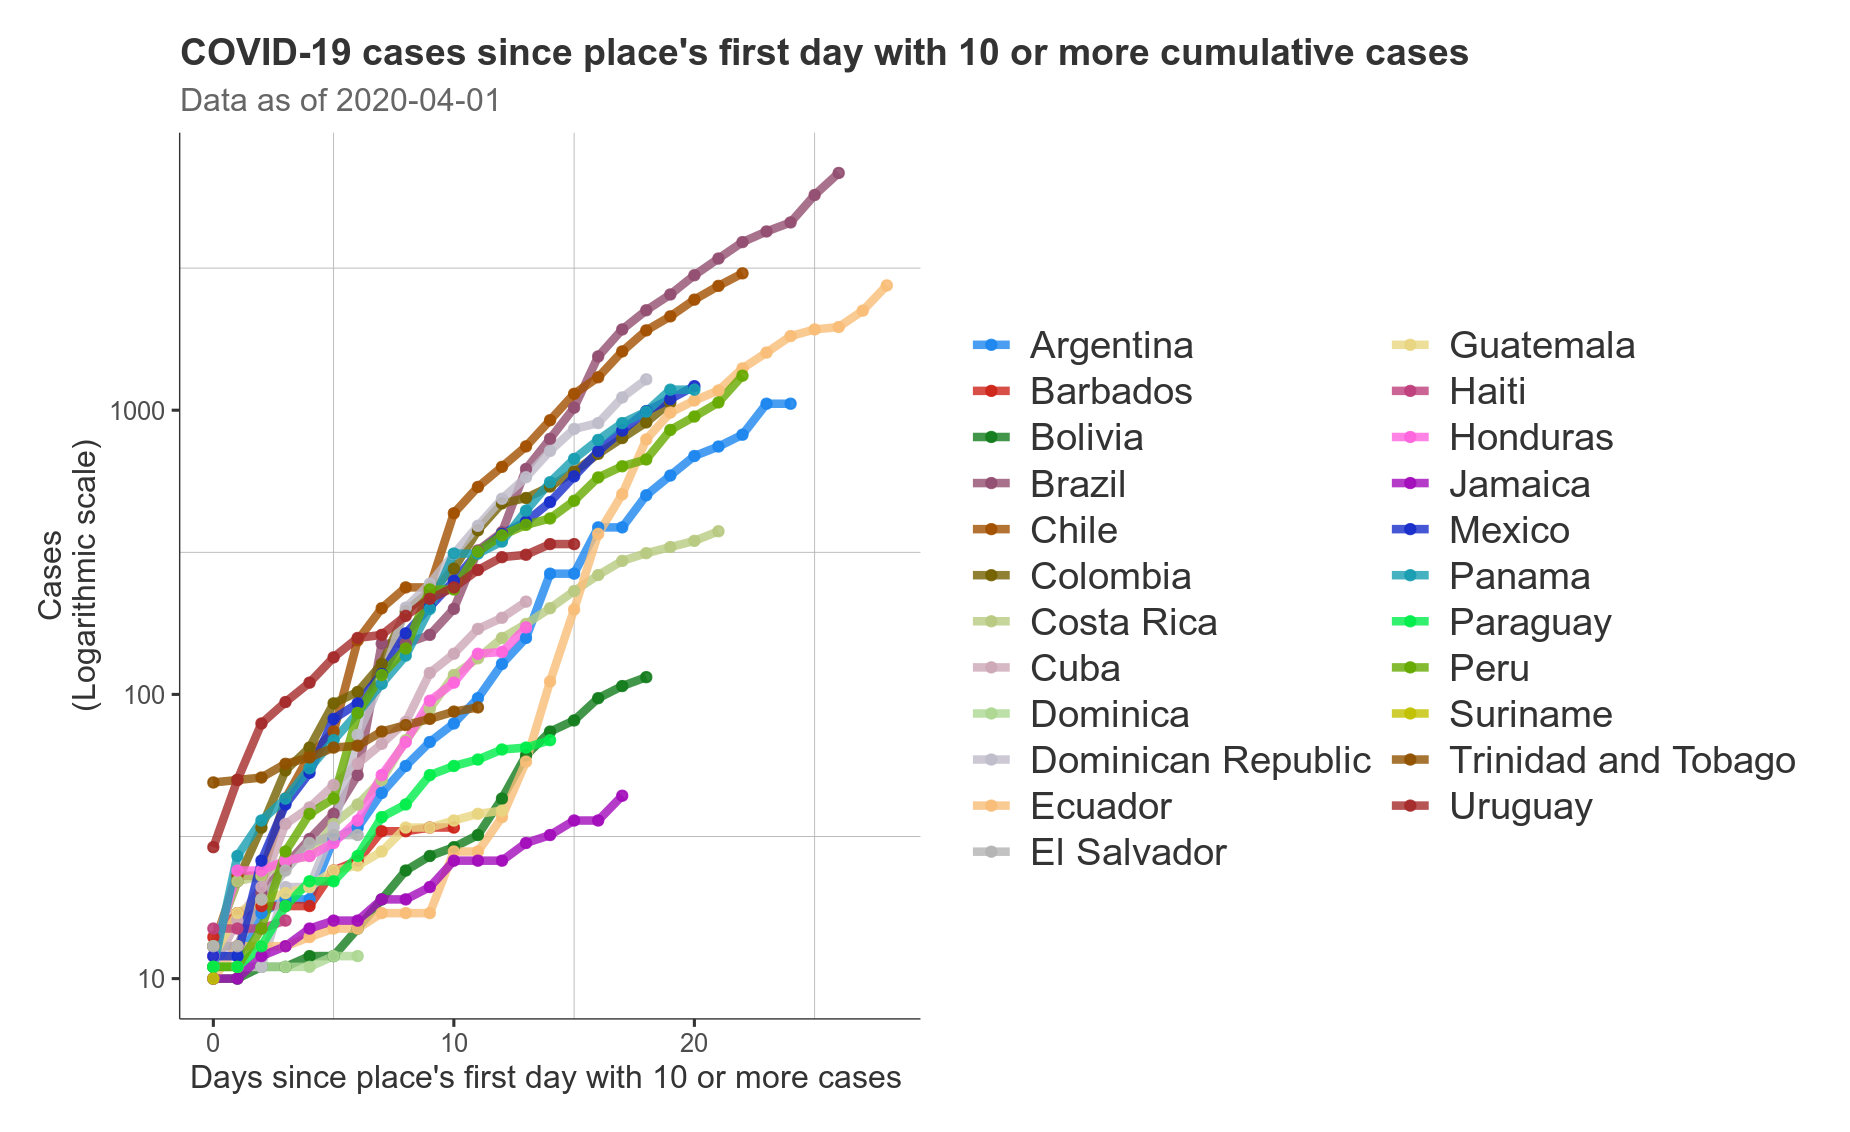 COVID-19 cases since place's first day with 10 or more cumulative cases
Data as of 2020-04-01
Cases
(Logarithmic scale)
1000
100
10
0
10
20
Days since place's first day with 10 or more cases
Argentina
Barbados
Bolivia
Brazil
Chile
Colombia
Costa Rica
Cuba
Dominica
Dominican Republic
Ecuador
El Salvador
Guatemala
Haiti
Honduras
Jamaica
Mexico
Panama
Paraguay
Peru
Suriname
Trinidad and Tobago
Uruguay